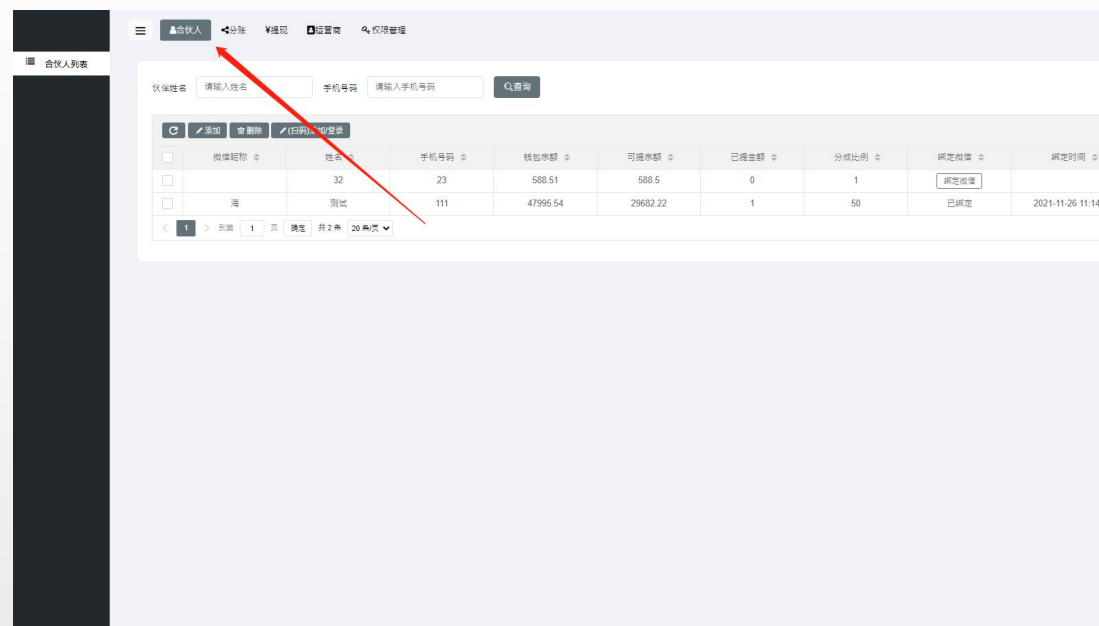 合伙人 分账 ¥提现 运营商 权限管理
合伙人列表
伙伴姓名 请输入姓名 手机号码 请输入手机号码 查询
添加 删除 (扫码)添加/登录
微信昵称 姓名 手机号码 钱包余额 可提余额 已提金额 分成比例 绑定微信 绑定时间
32 23 588.51 588.5 0 1 绑定微信
海 测试 111 47995.54 29682.22 1 50 已绑定 2021-11-26 11:14
< 1 > 到第 1 页 确定 共 2 条 20 条/页